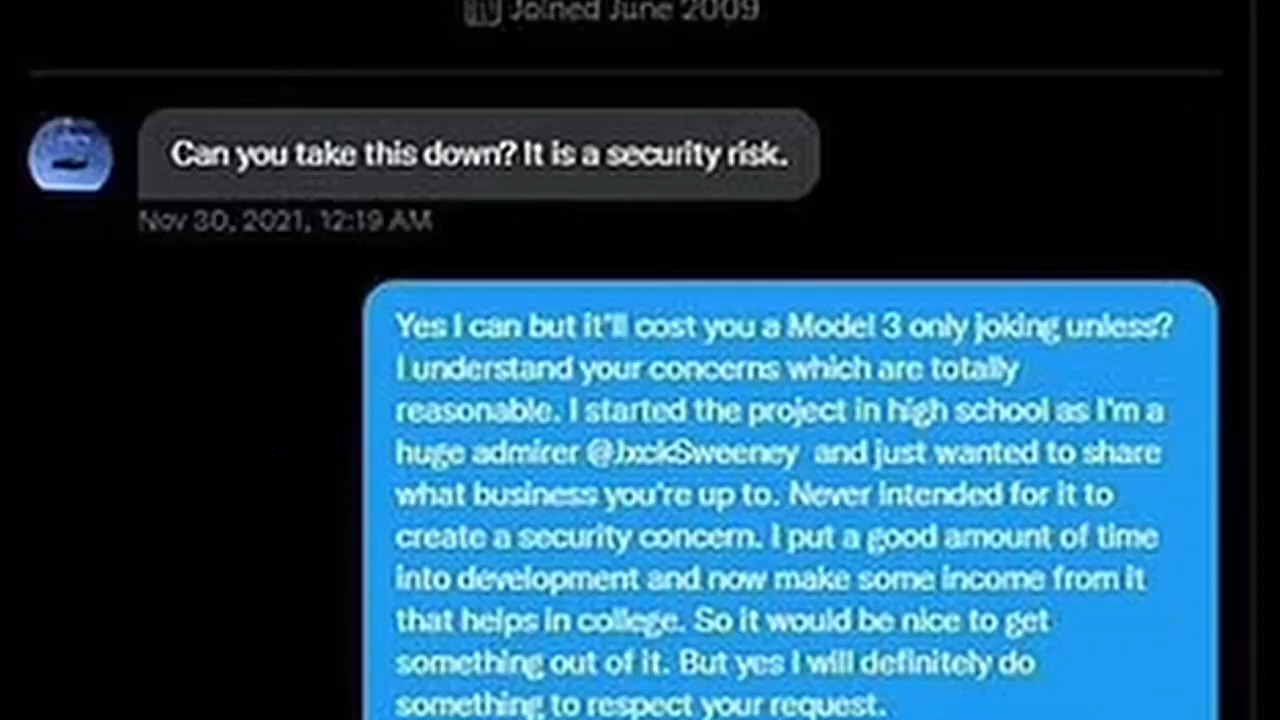 Joined June 2009
Can you take this down? It is a security risk.
Nov 30, 2021, 12:19 AM
Yes I can but it'll cost you a Model 3 only joking unless?
I understand your concerns which are totally
reasonable. I started the project in high school as I'm a
huge admirer @JxckSweeney and just wanted to share
what business you're up to. Never intended for it to
create a security concern. I put a good amount of time
into development and now make some income from it
that helps in college. So it would be nice to get
something out of it. But yes I will definitely do
something to respect your request.